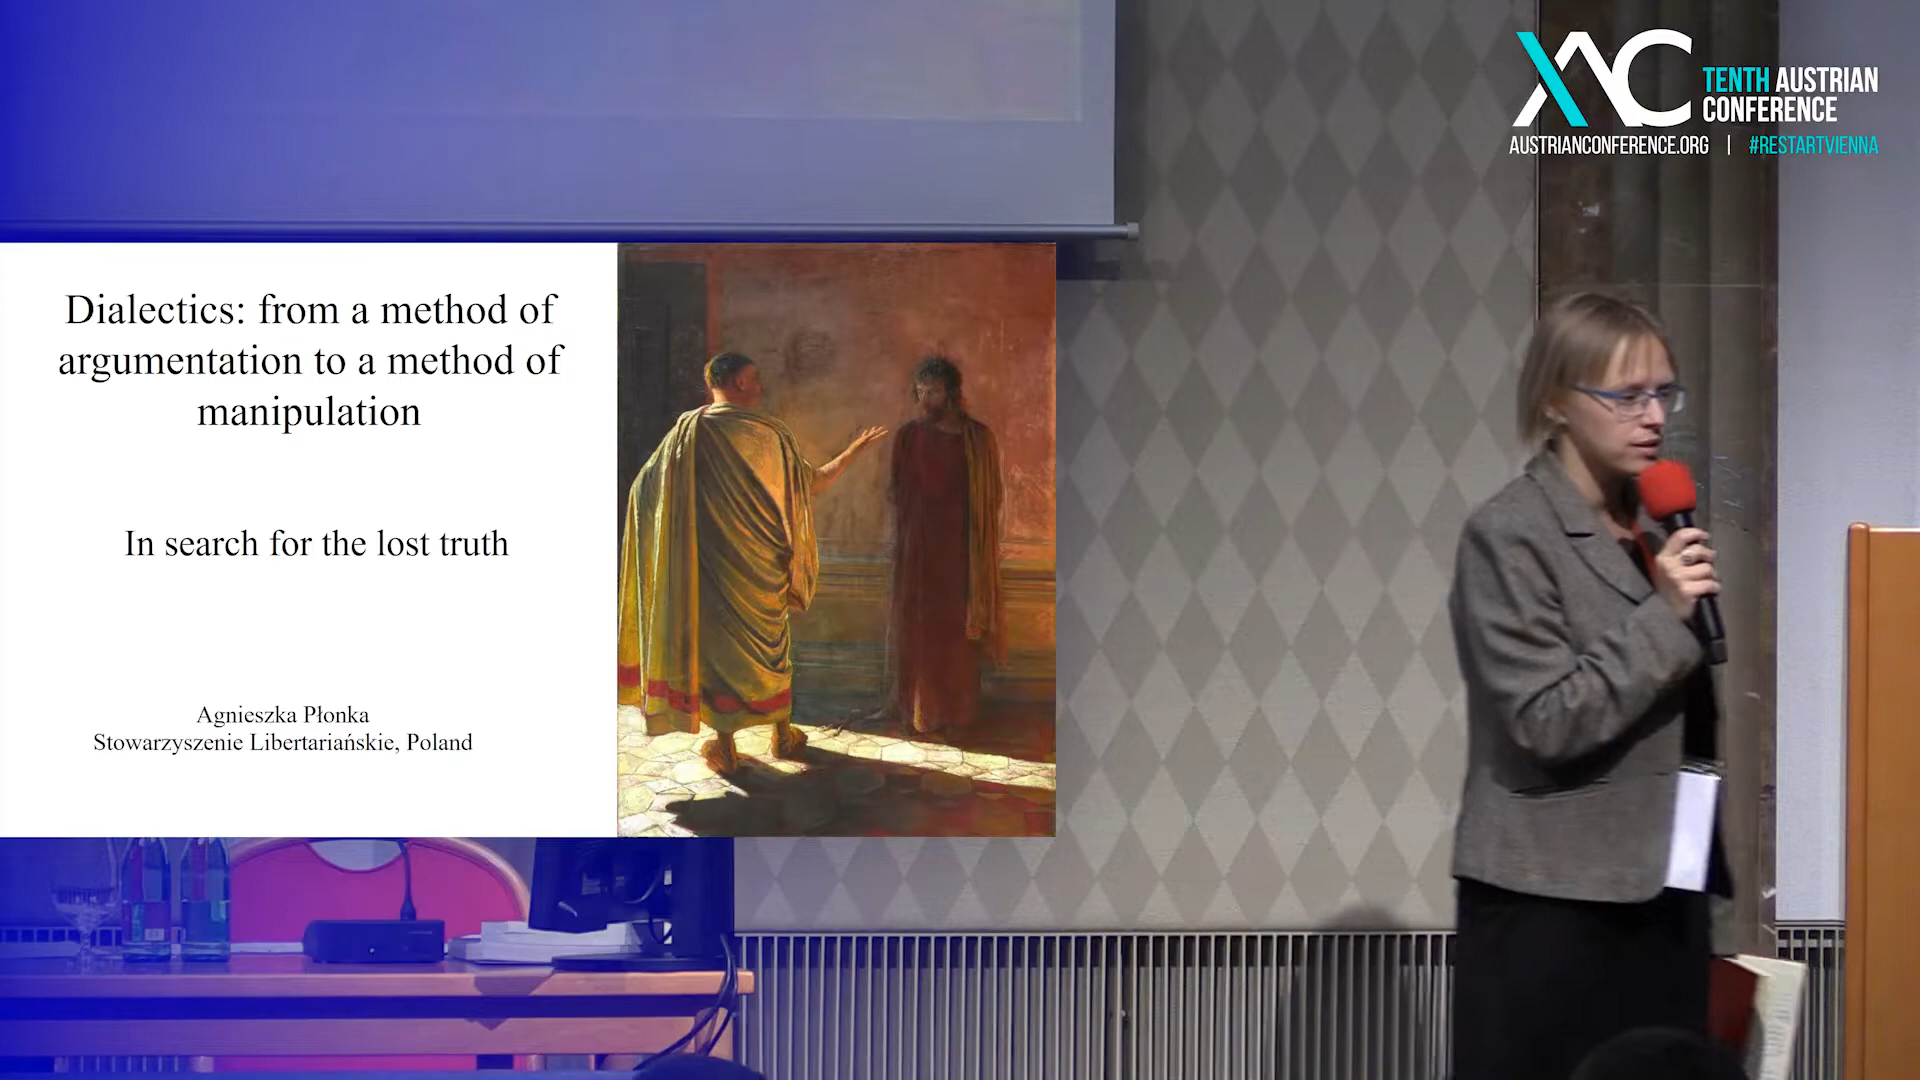 Dialectics: from a method of
argumentation to a method of
manipulation
In search for the lost truth
Agnieszka Płonka
Stowarzyszenie Libertariańskie, Poland
XAC
TENTH AUSTRIAN
CONFERENCE
AUSTRIANCONFERENCE.ORG | #RESTARTVIENNA